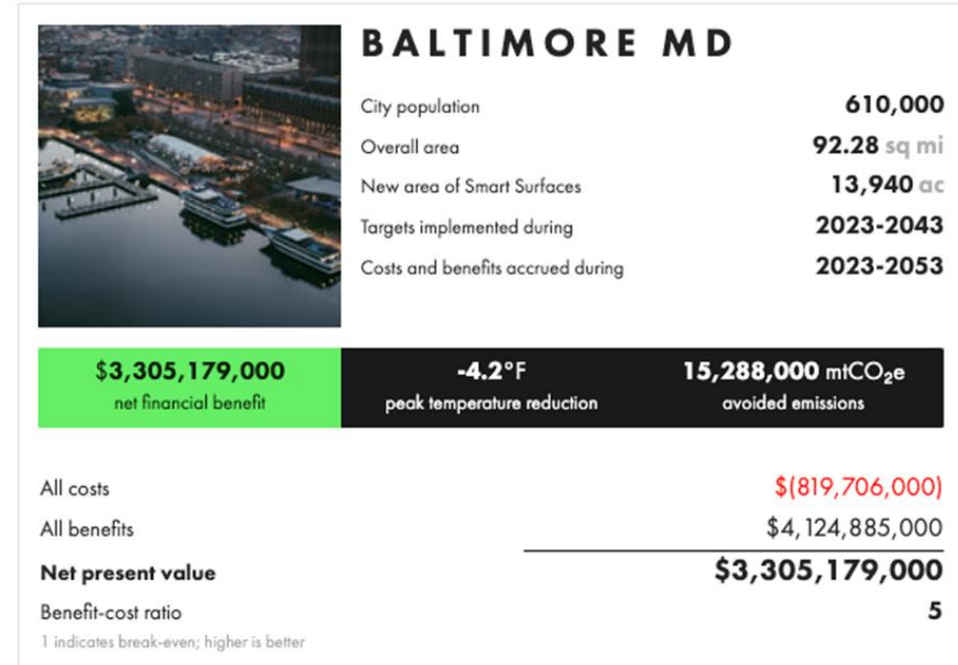 BALTIMORE MD
City population 610,000
Overall area 92.28 sq mi
New area of Smart Surfaces 13,940 ac
Targets implemented during 2023-2043
Costs and benefits accrued during 2023-2053
$3,305,179,000 -4.2°F 15,288,000 mtCO₂e
net financial benefit peak temperature reduction avoided emissions
All costs $(819,706,000)
All benefits $4,124,885,000
Net present value $3,305,179,000
Benefit-cost ratio 5
1 indicates break-even; higher is better